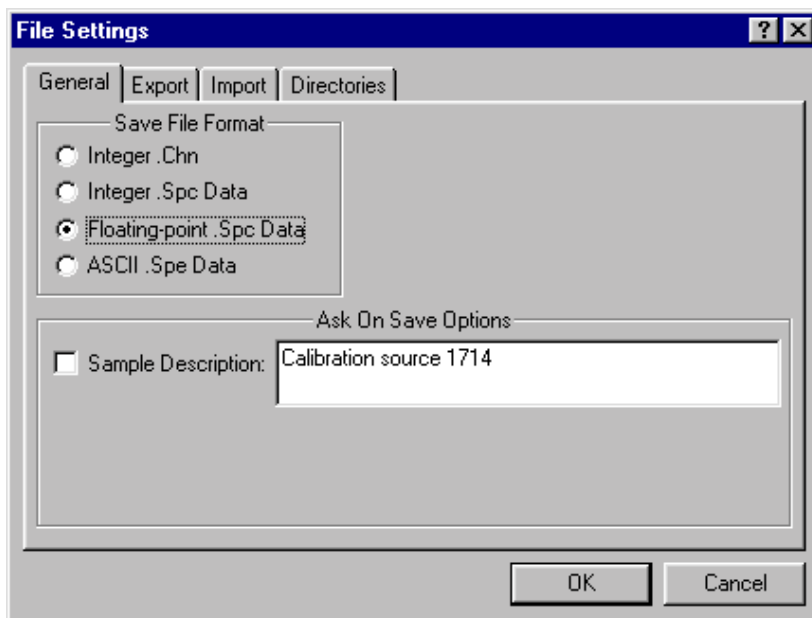 File Settings
General Export Import Directories
Save File Format
Integer .Chn
Integer .Spc Data
Floating-point .Spc Data
ASCII .Spe Data
Ask On Save Options
Sample Description: Calibration source 1714
OK Cancel